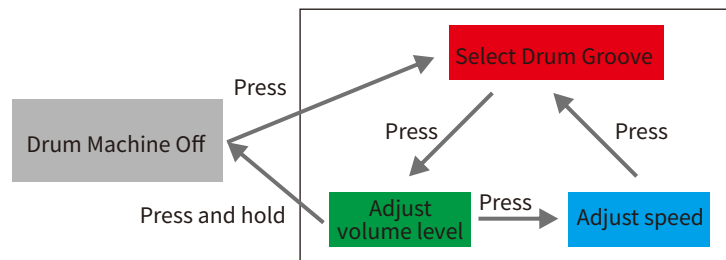 Select Drum Groove
Press
Drum Machine Off
Press
Press
Press and hold
Adjust
volume level
Press
Adjust speed